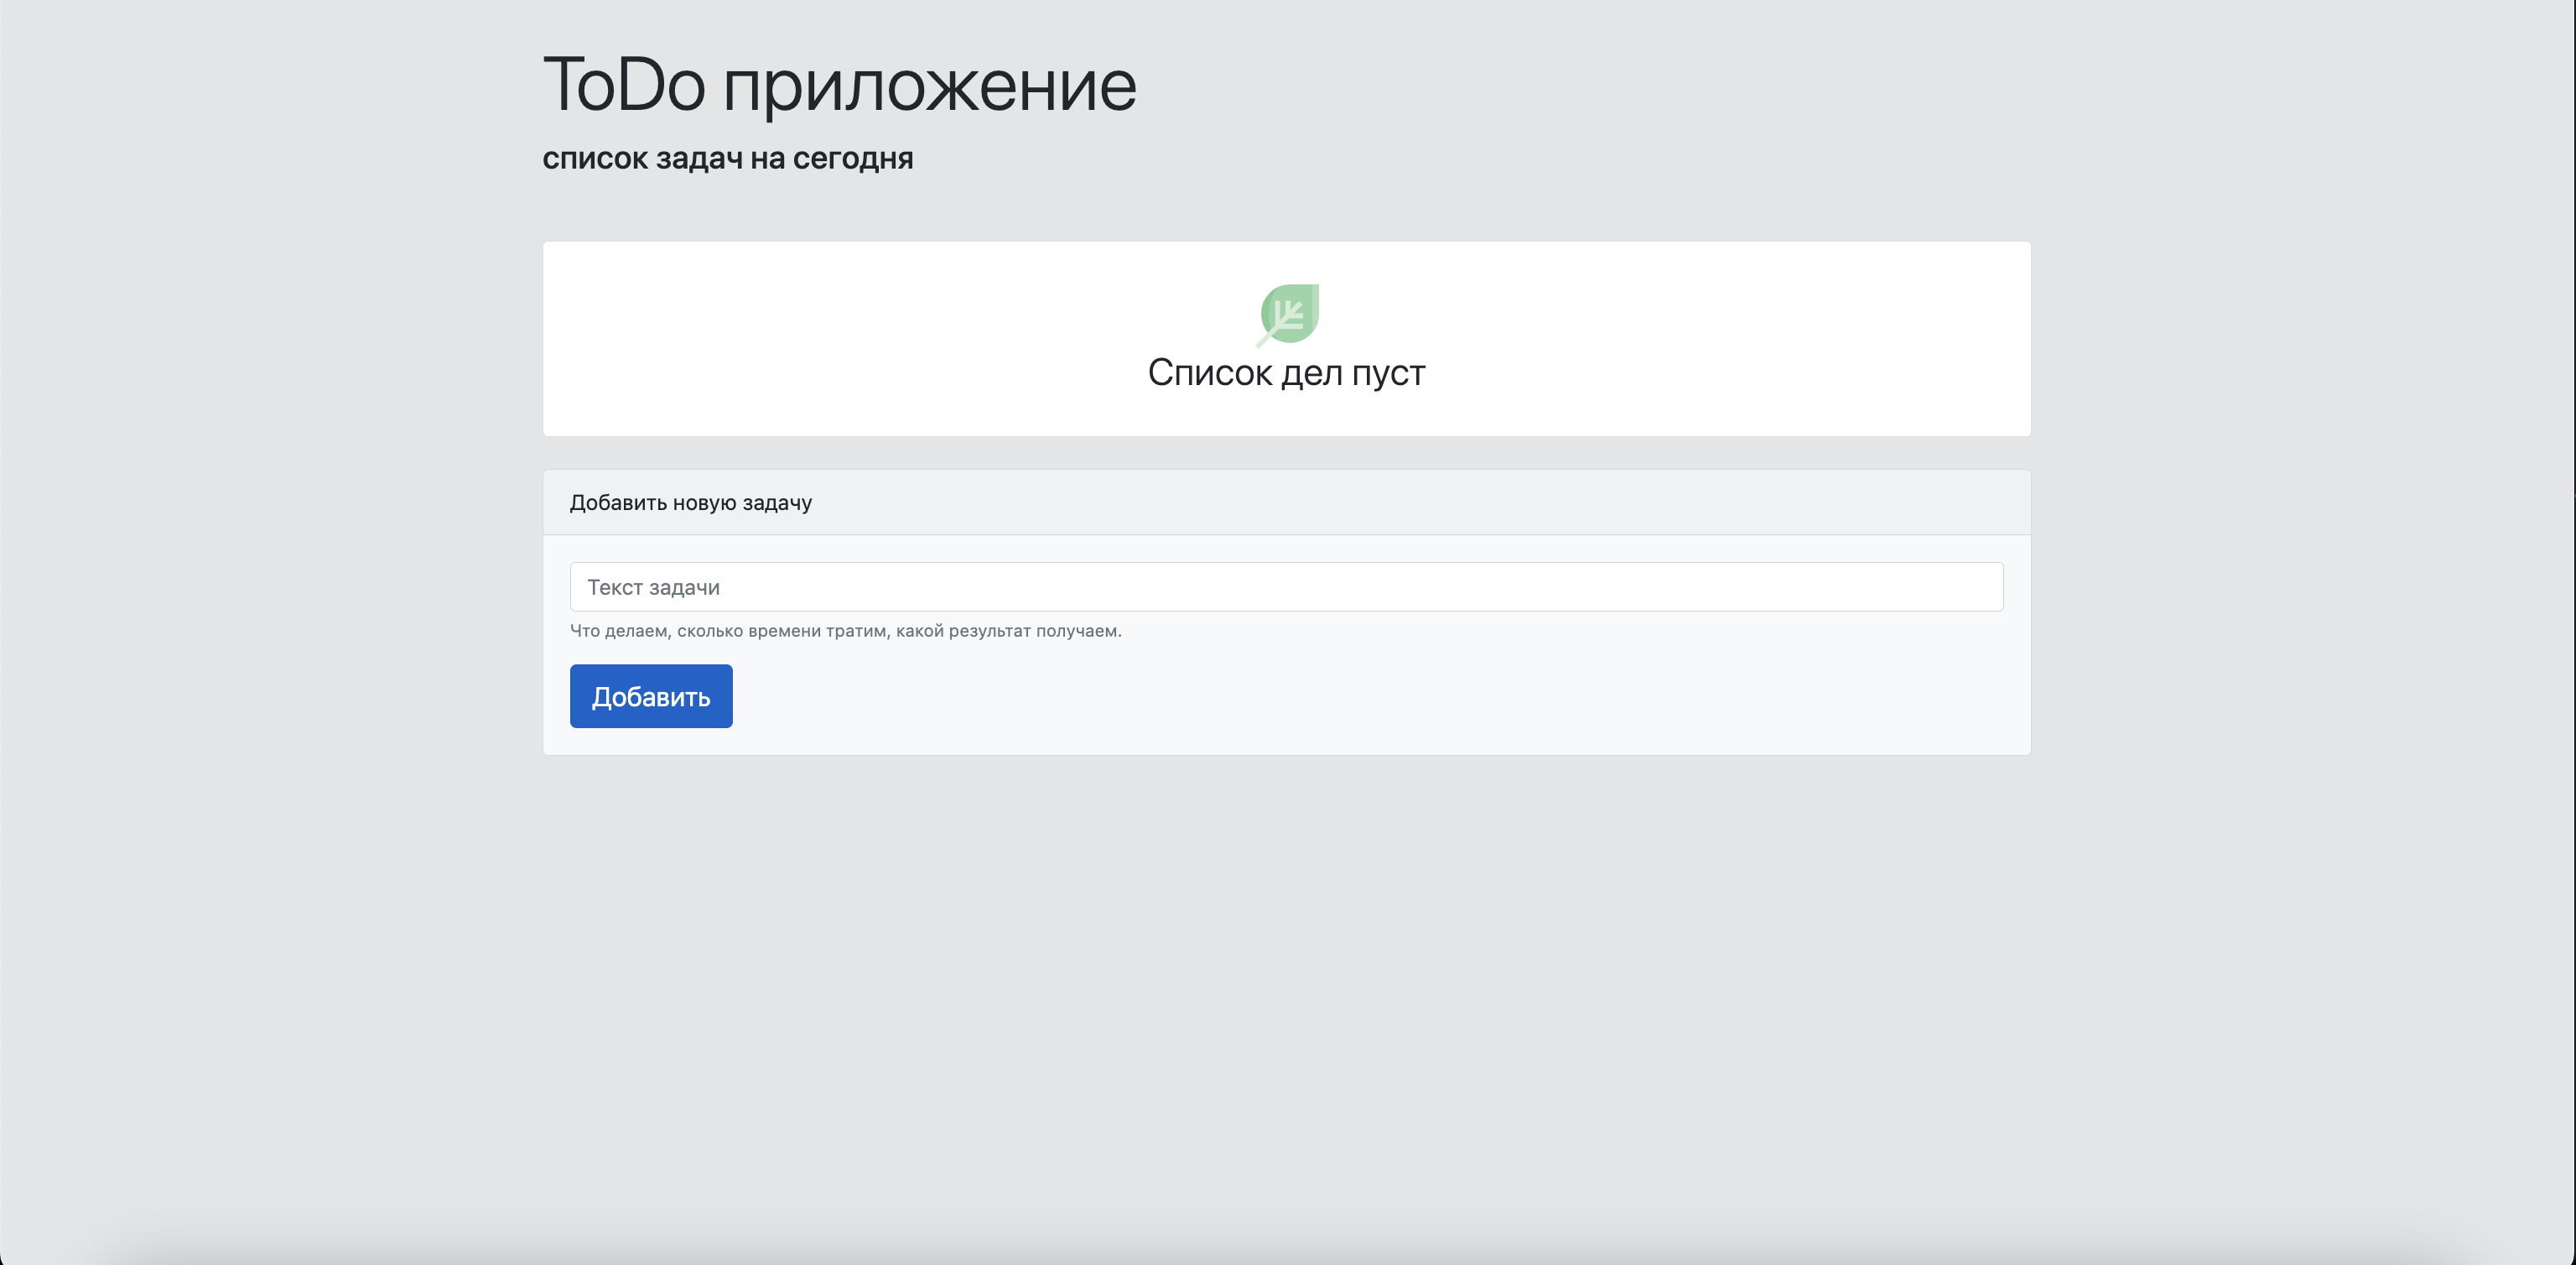 ToDo приложение
список задач на сегодня
Список дел пуст
Добавить новую задачу
Текст задачи
Что делаем, сколько времени тратим, какой результат получаем.
Добавить